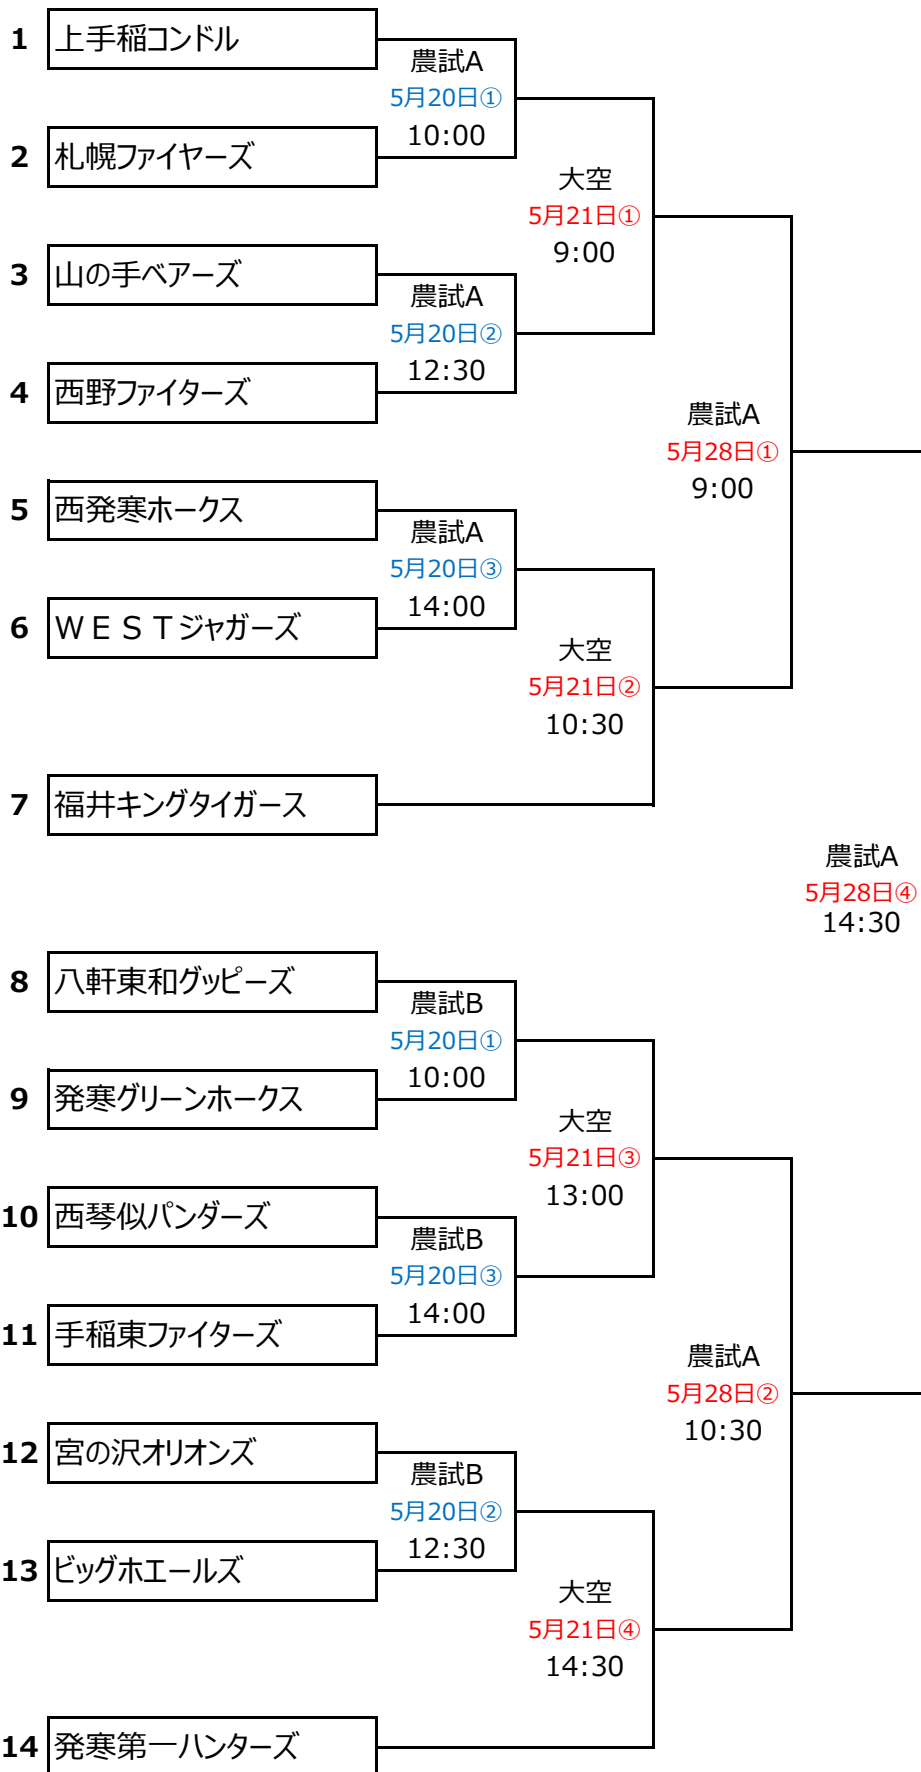 1 上手稲コンドル
農試A
5月20日①
10:00
2 札幌ファイヤーズ
大空
5月21日①
9:00
3 山の手ベアーズ
農試A
5月20日②
12:30
4 西野ファイターズ
農試A
5月28日①
9:00
5 西発寒ホークス
農試A
5月20日③
14:00
6 ＷＥＳＴジャガーズ
大空
5月21日②
10:30
7 福井キングタイガース
農試A
5月28日④
14:30
8 八軒東和グッピーズ
農試B
5月20日①
10:00
9 発寒グリーンホークス
大空
5月21日③
13:00
10 西琴似パンダーズ
農試B
5月20日③
14:00
11 手稲東ファイターズ
農試A
5月28日②
10:30
12 宮の沢オリオンズ
農試B
5月20日②
12:30
13 ビッグホエールズ
大空
5月21日④
14:30
14 発寒第一ハンターズ